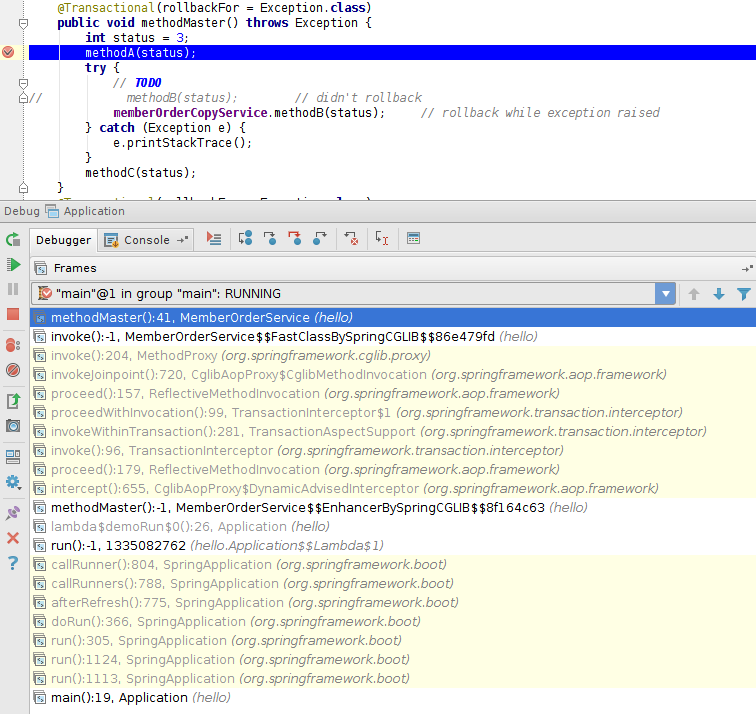 @Transactional(rollbackFor = Exception.class)
public void methodMaster() throws Exception {
int status = 3;
methodA(status);
try {
// TODO
// methodB(status); // didn't rollback
memberOrderCopyService.methodB(status); // rollback while exception raised
} catch (Exception e) {
e.printStackTrace();
}
methodC(status);
}
Debug Application
Debugger Console
Frames
"main"@1 in group "main": RUNNING
methodMaster():41, MemberOrderService (hello)
invoke():-1, MemberOrderService$$FastClassBySpringCGLIB$$86e479fd (hello)
invoke():204, MethodProxy (org.springframework.cglib.proxy)
invokeJoinpoint():720, CglibAopProxy$CglibMethodInvocation (org.springframework.aop.framework)
proceed():157, ReflectiveMethodInvocation (org.springframework.aop.framework)
proceedWithInvocation():99, TransactionInterceptor$1 (org.springframework.transaction.interceptor)
invokeWithinTransaction():281, TransactionAspectSupport (org.springframework.transaction.interceptor)
invoke():96, TransactionInterceptor (org.springframework.transaction.interceptor)
proceed():179, ReflectiveMethodInvocation (org.springframework.aop.framework)
intercept():655, CglibAopProxy$DynamicAdvisedInterceptor (org.springframework.aop.framework)
methodMaster():-1, MemberOrderService$$EnhancerBySpringCGLIB$$8f164c63 (hello)
lambda$demoRun$0():26, Application (hello)
run():-1, 1335082762 (hello.Application$$Lambda$1)
callRunner():804, SpringApplication (org.springframework.boot)
callRunners():788, SpringApplication (org.springframework.boot)
afterRefresh():775, SpringApplication (org.springframework.boot)
doRun():366, SpringApplication (org.springframework.boot)
run():305, SpringApplication (org.springframework.boot)
run():1124, SpringApplication (org.springframework.boot)
run():1113, SpringApplication (org.springframework.boot)
main():19, Application (hello)